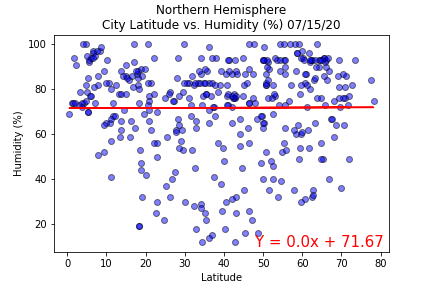 Northern Hemisphere
City Latitude vs. Humidity (%) 07/15/20
Humidity (%)
100
80
60
40
20
Y = 0.0x + 71.67
0 10 20 30 40 50 60 70 80
Latitude